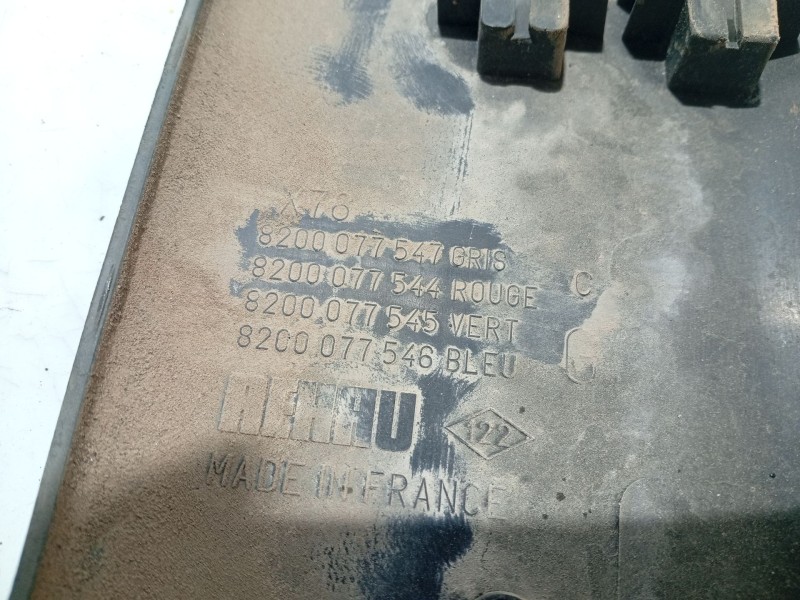 X76
8200 077 547 GRIS
8200 077 544 ROUGE C
8200 077 545 VERT
8200 077 546 BLEU
REHAU 122
MADE IN FRANCE